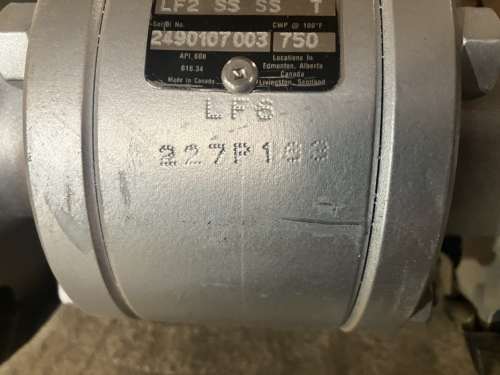 LF2 SS SS T
Serial No. CWP @ 100°F
2490107003 750
API 608
B16.34
Locations In
Edmonton, Alberta
Canada
Livingston, Scotland
Made in Canada
LF6
227P193